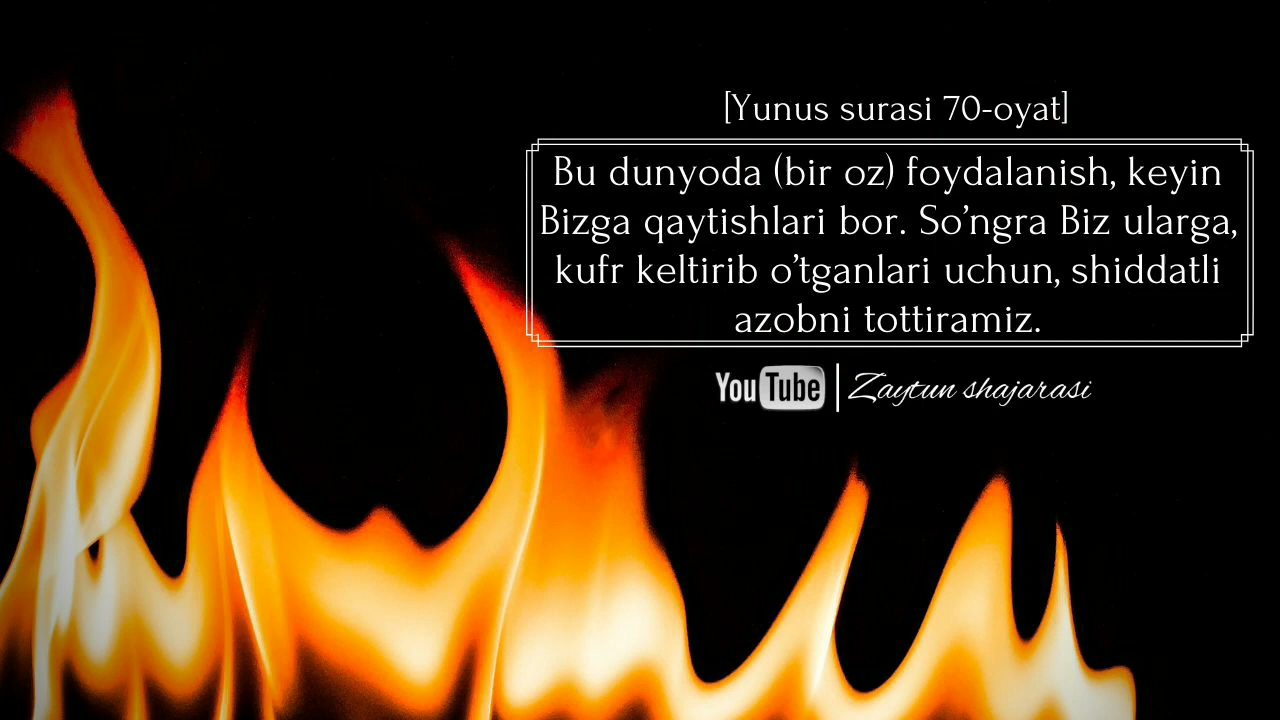 [Yunus surasi 70-oyat]
Bu dunyoda (bir oz) foydalanish, keyin
Bizga qaytishlari bor. So’ngra Biz ularga,
kufr keltirib o’tganlari uchun, shiddatli
azobni tottiramiz.
YouTube | Zaytun shajarasi